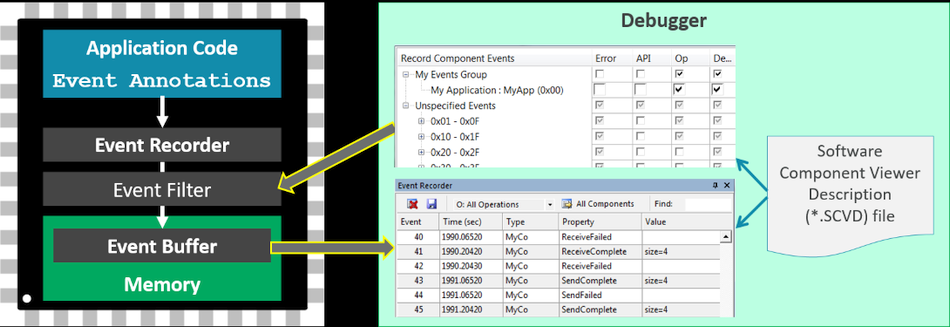 Application Code
Event Annotations
Event Recorder
Event Filter
Event Buffer
Memory
Debugger
Record Component Events Error API Op De...
My Events Group
My Application : MyApp (0x00)
Unspecified Events
0x01 - 0x0F
0x10 - 0x1F
0x20 - 0x2F
0x30 - 0x3F
Event Recorder
O: All Operations All Components Find:
Event Time (sec) Type Property Value
40 1990.06520 MyCo ReceiveFailed
41 1990.20420 MyCo ReceiveComplete size=4
42 1990.20430 MyCo ReceiveFailed
43 1991.06520 MyCo SendComplete size=4
44 1991.06520 MyCo SendFailed
45 1991.20420 MyCo SendComplete size=4
Software
Component Viewer
Description
(*.SCVD) file